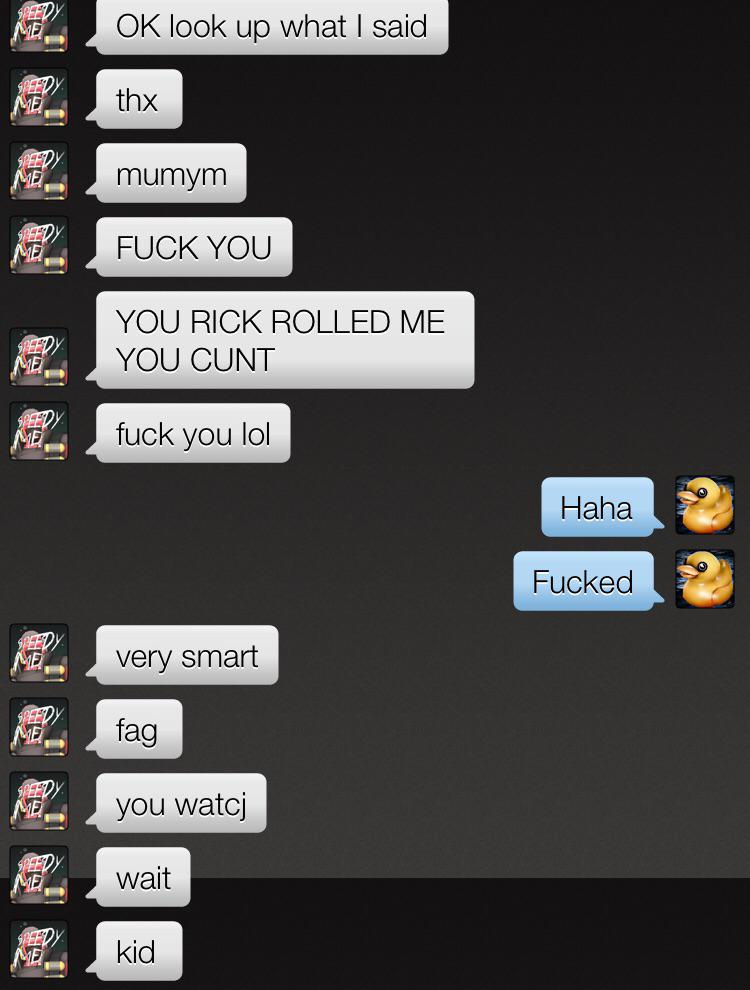 OK look up what I said
thx
mumym
FUCK YOU
YOU RICK ROLLED ME
YOU CUNT
fuck you lol
Haha
Fucked
very smart
fag
you watcj
wait
kid